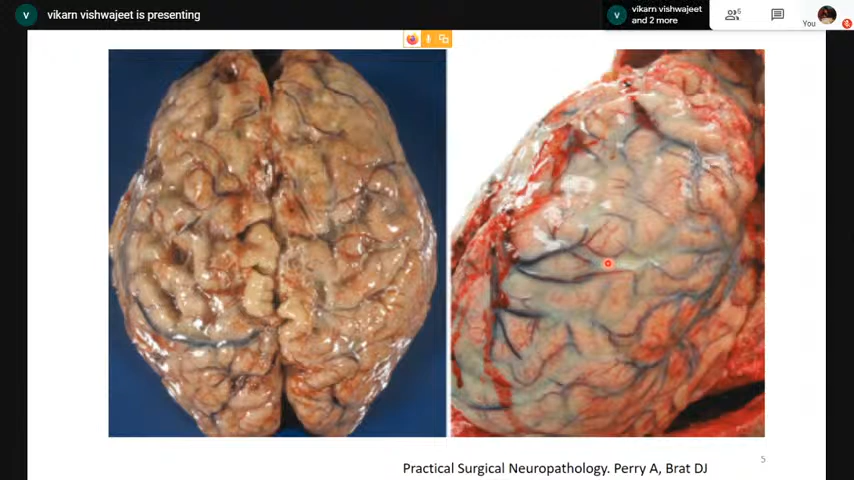 V
vikarn vishwajeet is presenting
V
vikarn vishwajeet
and 2 more
6
You
5
Practical Surgical Neuropathology. Perry A, Brat DJ